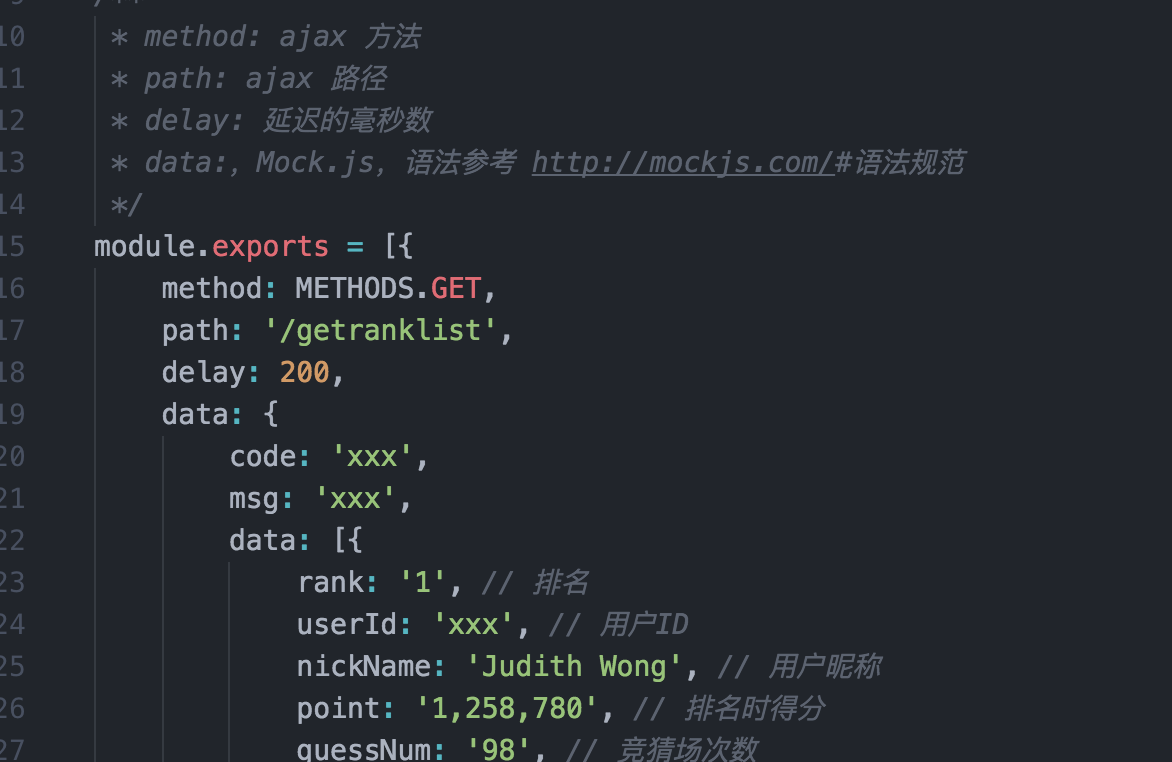 /**
10 * method: ajax 方法
11 * path: ajax 路径
12 * delay: 延迟的毫秒数
13 * data:, Mock.js, 语法参考 http://mockjs.com/#语法规范
14 */
15 module.exports = [{
16 method: METHODS.GET,
17 path: '/getranklist',
18 delay: 200,
19 data: {
20 code: 'xxx',
21 msg: 'xxx',
22 data: [{
23 rank: '1', // 排名
24 userId: 'xxx', // 用户ID
25 nickName: 'Judith Wong', // 用户昵称
26 point: '1,258,780', // 排名时得分
27 guessNum: '98', // 竞猜场次数